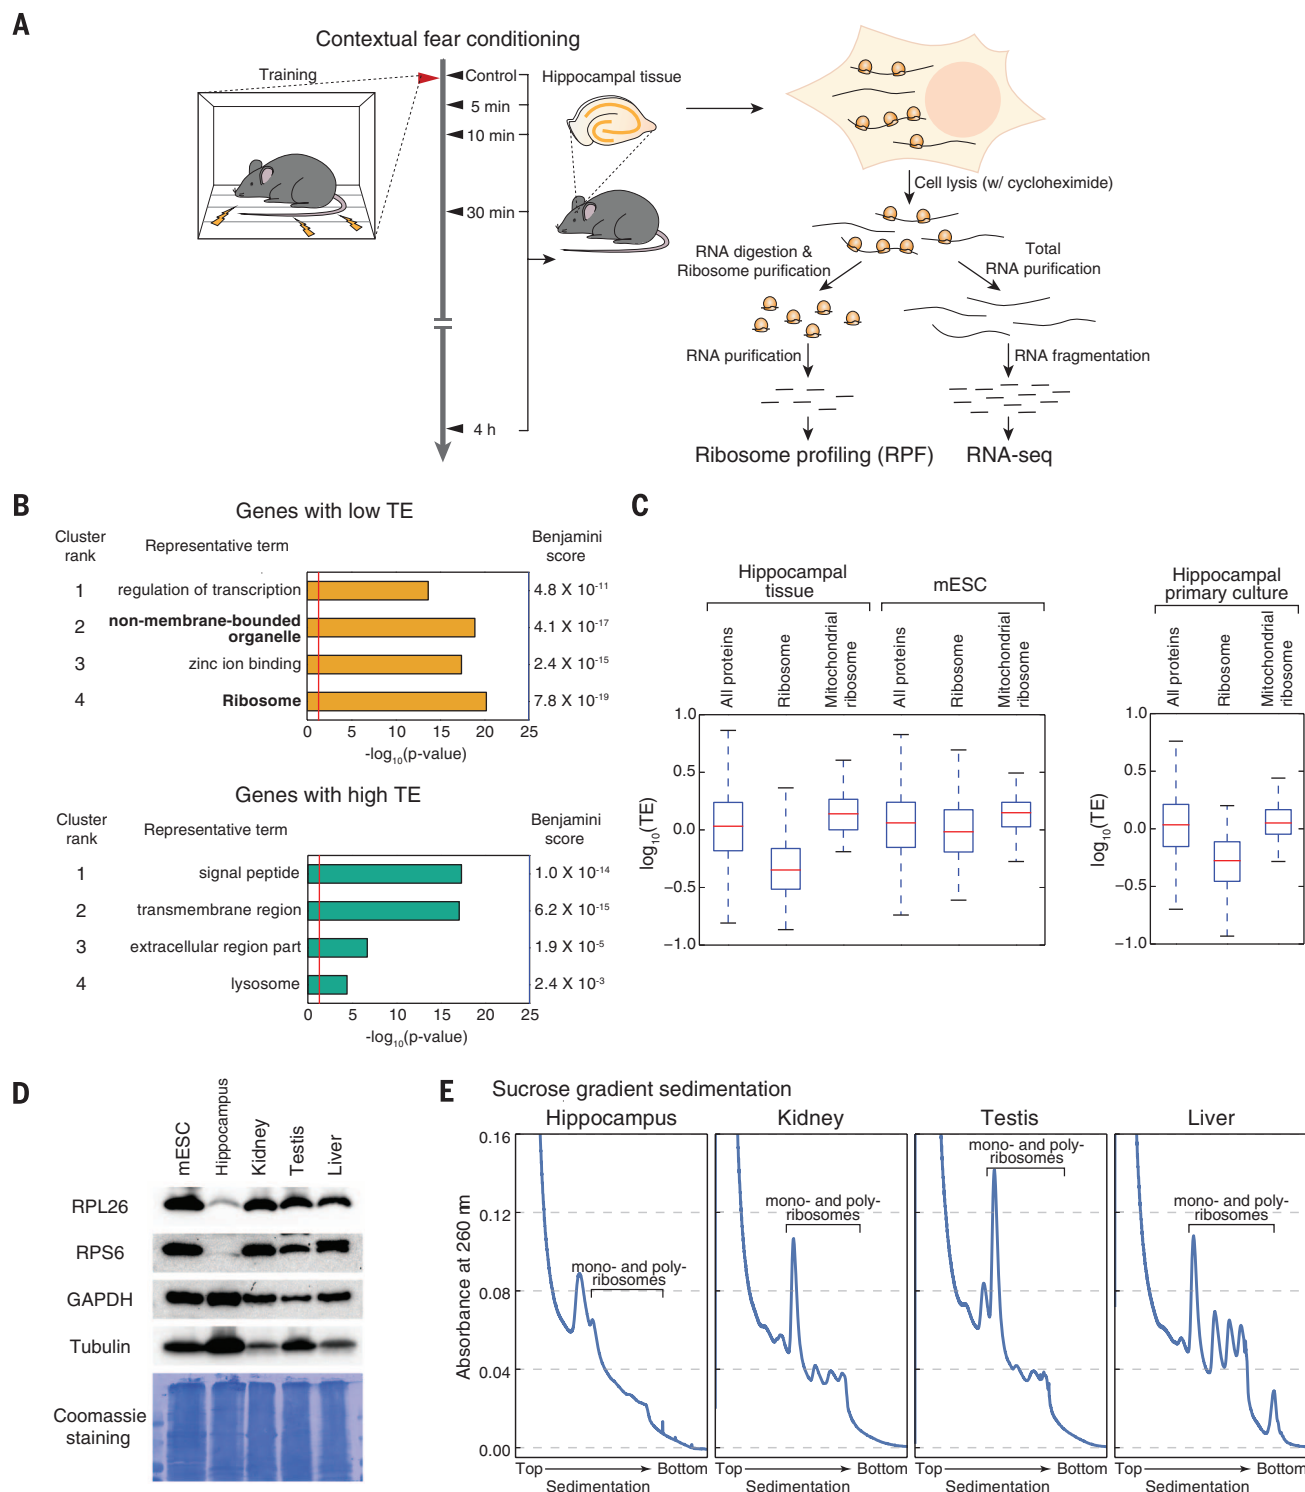 A
Contextual fear conditioning
Training
Control
5 min
10 min
30 min
4 h
Hippocampal tissue
Cell lysis (w/ cycloheximide)
RNA digestion &
Ribosome purification
Total
RNA purification
RNA purification
RNA fragmentation
Ribosome profiling (RPF)
RNA-seq
B
Genes with low TE
Cluster
rank
Representative term
Benjamini
score
1 regulation of transcription 4.8 X 10⁻¹¹
2 non-membrane-bounded
organelle 4.1 X 10⁻¹⁷
3 zinc ion binding 2.4 X 10⁻¹⁵
4 Ribosome 7.8 X 10⁻¹⁹
0 5 10 15 20 25
-log₁₀(p-value)
Genes with high TE
Cluster
rank
Representative term
Benjamini
score
1 signal peptide 1.0 X 10⁻¹⁴
2 transmembrane region 6.2 X 10⁻¹⁵
3 extracellular region part 1.9 X 10⁻⁵
4 lysosome 2.4 X 10⁻³
0 5 10 15 20 25
-log₁₀(p-value)
C
Hippocampal
tissue
mESC
Hippocampal
primary culture
All proteins
Ribosome
Mitochondrial
ribosome
All proteins
Ribosome
Mitochondrial
ribosome
All proteins
Ribosome
Mitochondrial
ribosome
log₁₀(TE)
1.0
0.5
0.0
−0.5
−1.0
log₁₀(TE)
1.0
0.5
0.0
−0.5
−1.0
D
mESC
Hippocampus
Kidney
Testis
Liver
RPL26
RPS6
GAPDH
Tubulin
Coomassie
staining
E
Sucrose gradient sedimentation
Hippocampus
Kidney
Testis
Liver
Absorbance at 260 nm
0.16
0.12
0.08
0.04
0.00
mono- and poly-
ribosomes
mono- and poly-
ribosomes
mono- and poly-
ribosomes
mono- and poly-
ribosomes
Top Bottom
Sedimentation
Top Bottom
Sedimentation
Top Bottom
Sedimentation
Top Bottom
Sedimentation